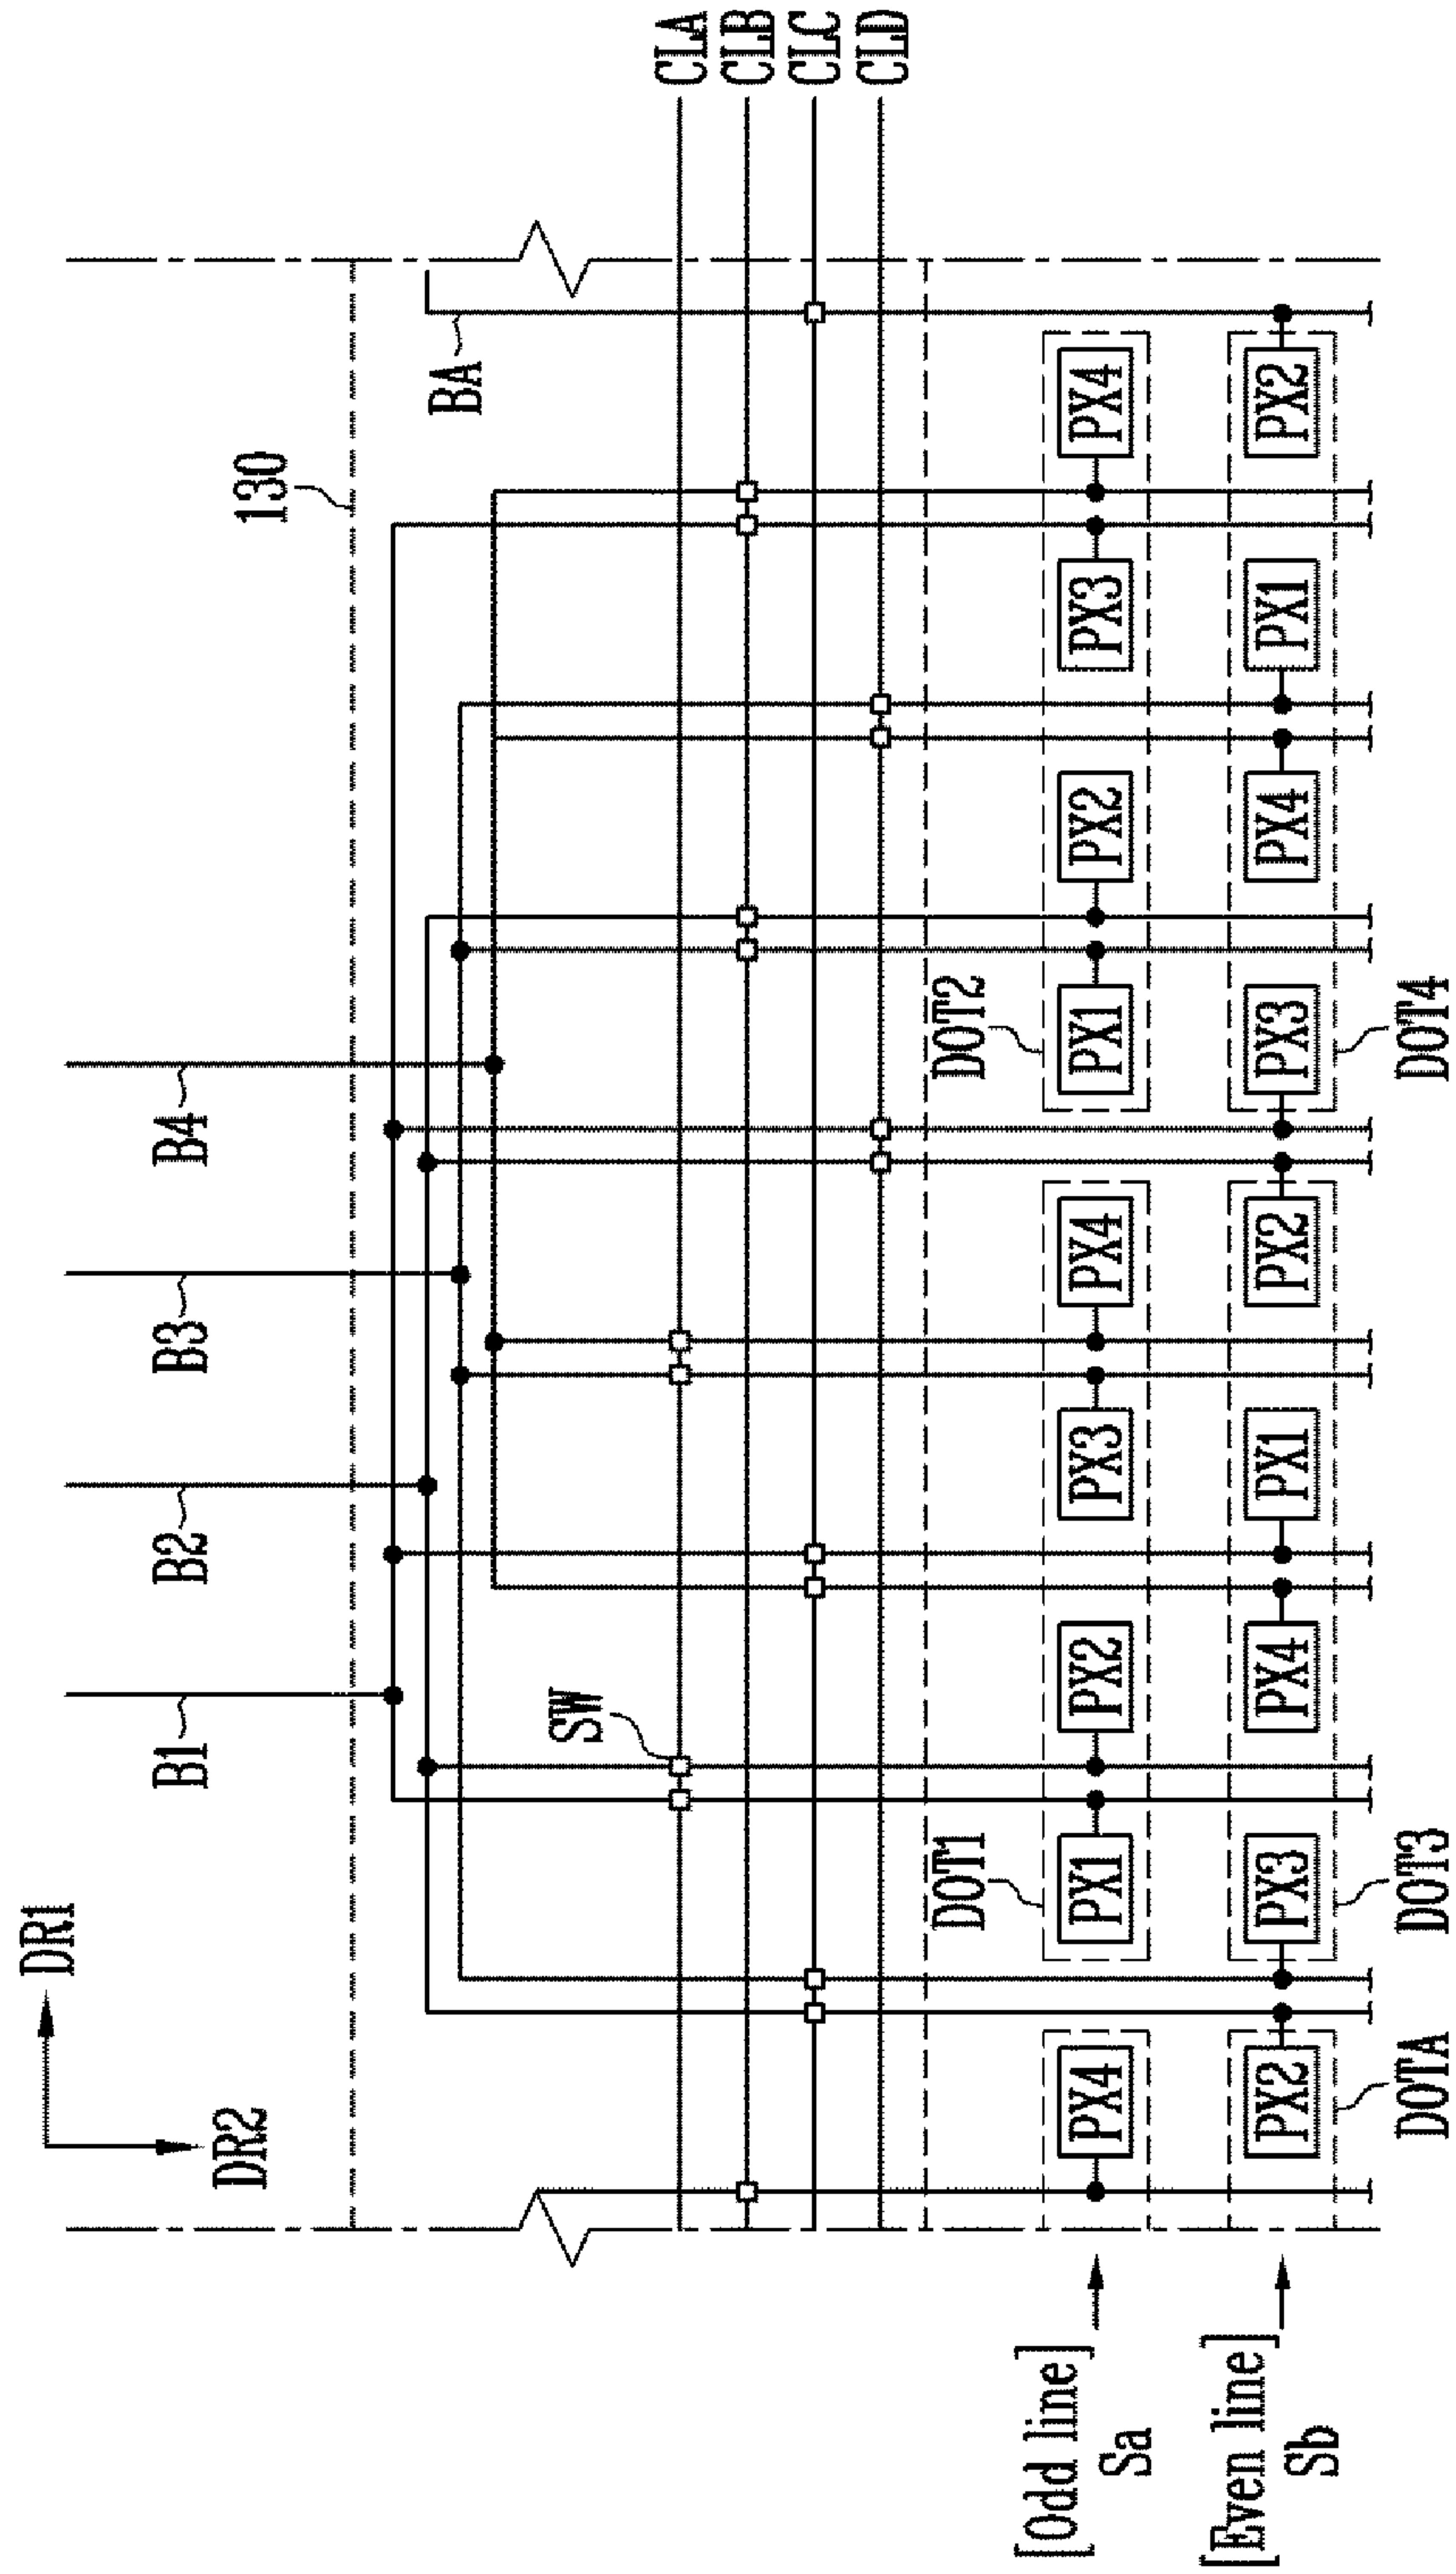 DR1
B1 B2 B3 B4
DR2
130
BA
SW
CLA
CLB
CLC
CLD
DOT1 DOT2
[Odd line]
Sa
PX4 PX1 PX2 PX3 PX4 PX1 PX2 PX3 PX4
[Even line]
Sb
PX2 PX3 PX4 PX1 PX2 PX3 PX4 PX1 PX2
DOTA DOT3 DOT4